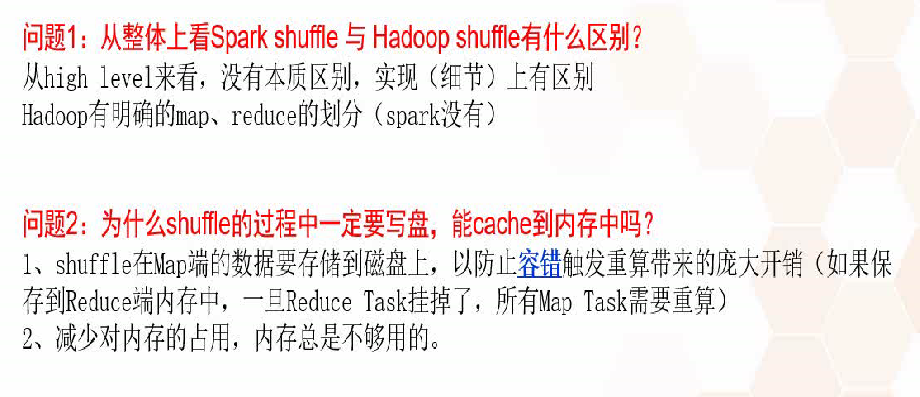 问题1：从整体上看Spark shuffle 与 Hadoop shuffle有什么区别？
从high level来看，没有本质区别，实现（细节）上有区别
Hadoop有明确的map、reduce的划分（spark没有）
问题2：为什么shuffle的过程中一定要写盘，能cache到内存中吗？
1、shuffle在Map端的数据要存储到磁盘上，以防止容错触发重算带来的庞大开销（如果保
存到Reduce端内存中，一旦Reduce Task挂掉了，所有Map Task需要重算）
2、减少对内存的占用，内存总是不够用的。